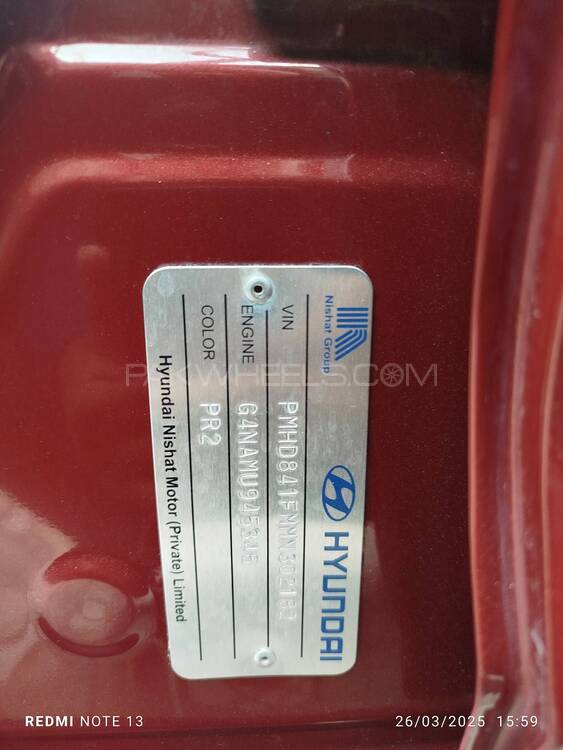 Nishat Group
HYUNDAI
VIN
ENGINE
COLOR PR2
Hyundai Nishat Motor (Private) Limited
PAKWHEELS.COM
REDMI NOTE 13
26/03/2025 15:59